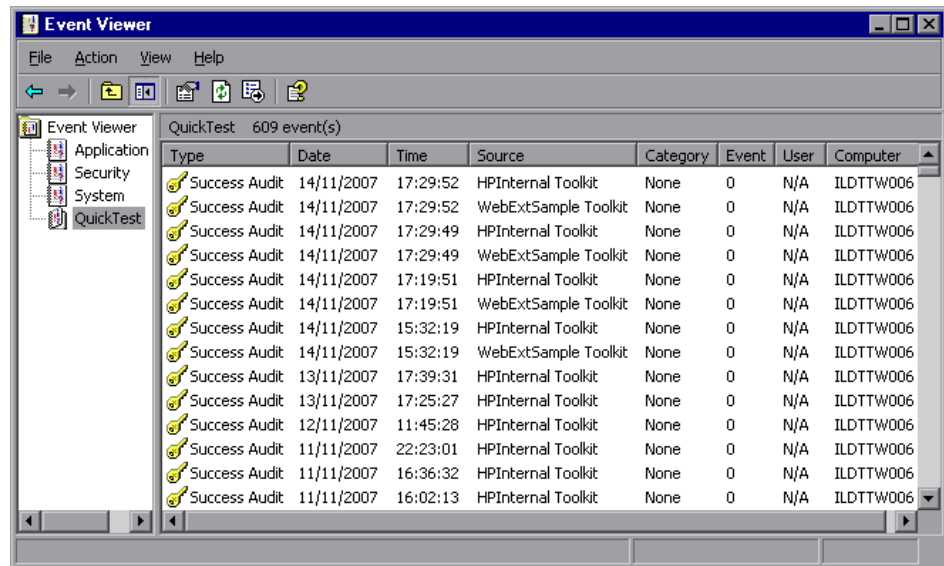 Event Viewer
File Action View Help
Event Viewer
Application
Security
System
QuickTest
QuickTest 609 event(s)
Type Date Time Source Category Event User Computer
Success Audit 14/11/2007 17:29:52 HPInternal Toolkit None 0 N/A ILDTTW006
Success Audit 14/11/2007 17:29:52 WebExtSample Toolkit None 0 N/A ILDTTW006
Success Audit 14/11/2007 17:29:49 HPInternal Toolkit None 0 N/A ILDTTW006
Success Audit 14/11/2007 17:29:49 WebExtSample Toolkit None 0 N/A ILDTTW006
Success Audit 14/11/2007 17:19:51 HPInternal Toolkit None 0 N/A ILDTTW006
Success Audit 14/11/2007 17:19:51 WebExtSample Toolkit None 0 N/A ILDTTW006
Success Audit 14/11/2007 15:32:19 HPInternal Toolkit None 0 N/A ILDTTW006
Success Audit 14/11/2007 15:32:19 WebExtSample Toolkit None 0 N/A ILDTTW006
Success Audit 13/11/2007 17:39:31 HPInternal Toolkit None 0 N/A ILDTTW006
Success Audit 13/11/2007 17:25:27 HPInternal Toolkit None 0 N/A ILDTTW006
Success Audit 12/11/2007 11:45:28 HPInternal Toolkit None 0 N/A ILDTTW006
Success Audit 11/11/2007 22:23:01 HPInternal Toolkit None 0 N/A ILDTTW006
Success Audit 11/11/2007 16:36:32 HPInternal Toolkit None 0 N/A ILDTTW006
Success Audit 11/11/2007 16:02:13 HPInternal Toolkit None 0 N/A ILDTTW006